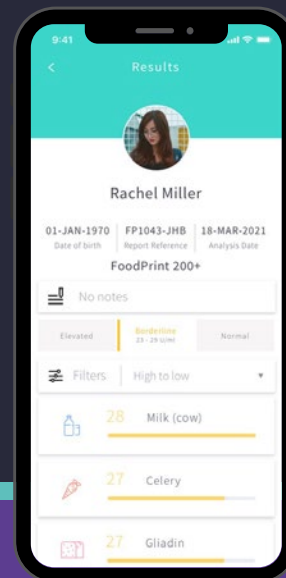 9:41
Results
Rachel Miller
01-JAN-1970 FP1043-JHB 18-MAR-2021
Date of birth Report Reference Analysis Date
FoodPrint 200+
No notes
Elevated Borderline Normal
Filters High to low
28 Milk (cow)
27 Celery
27 Gliadin